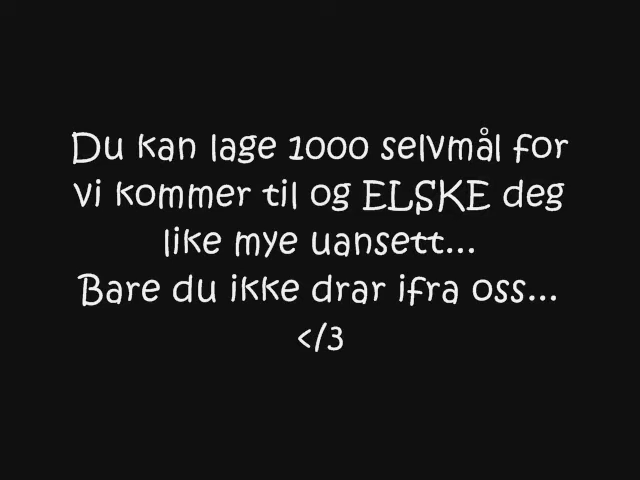 Du kan lage 1000 selvmål for
vi kommer til og ELSKE deg
like mye uansett...
Bare du ikke drar ifra oss...
</3